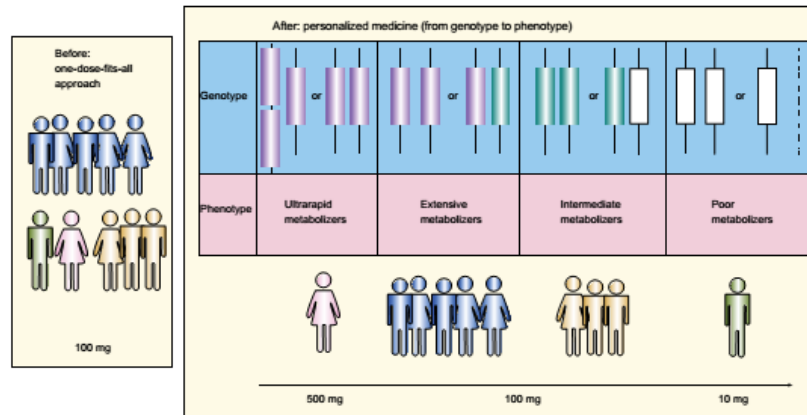 Before:
one-dose-fits-all
approach
100 mg
After: personalized medicine (from genotype to phenotype)
Genotype
or
or
or
or
Phenotype
Ultrarapid
metabolizers
Extensive
metabolizers
Intermediate
metabolizers
Poor
metabolizers
500 mg
100 mg
10 mg